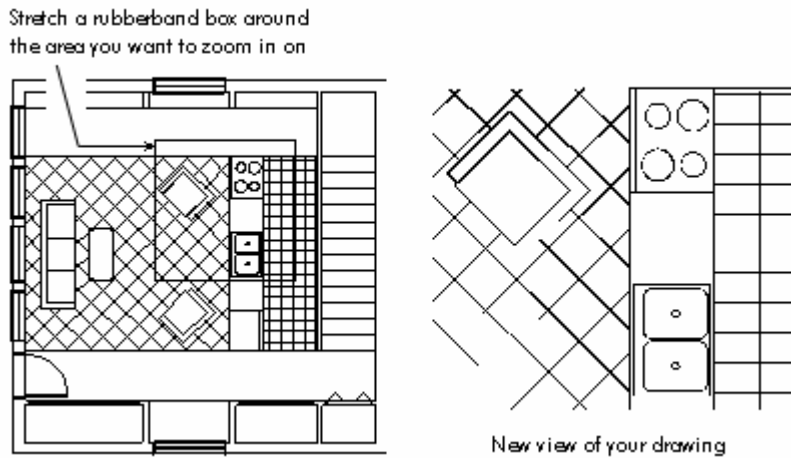 Stretch a rubberband box around
the area you want to zoom in on
New view of your drawing